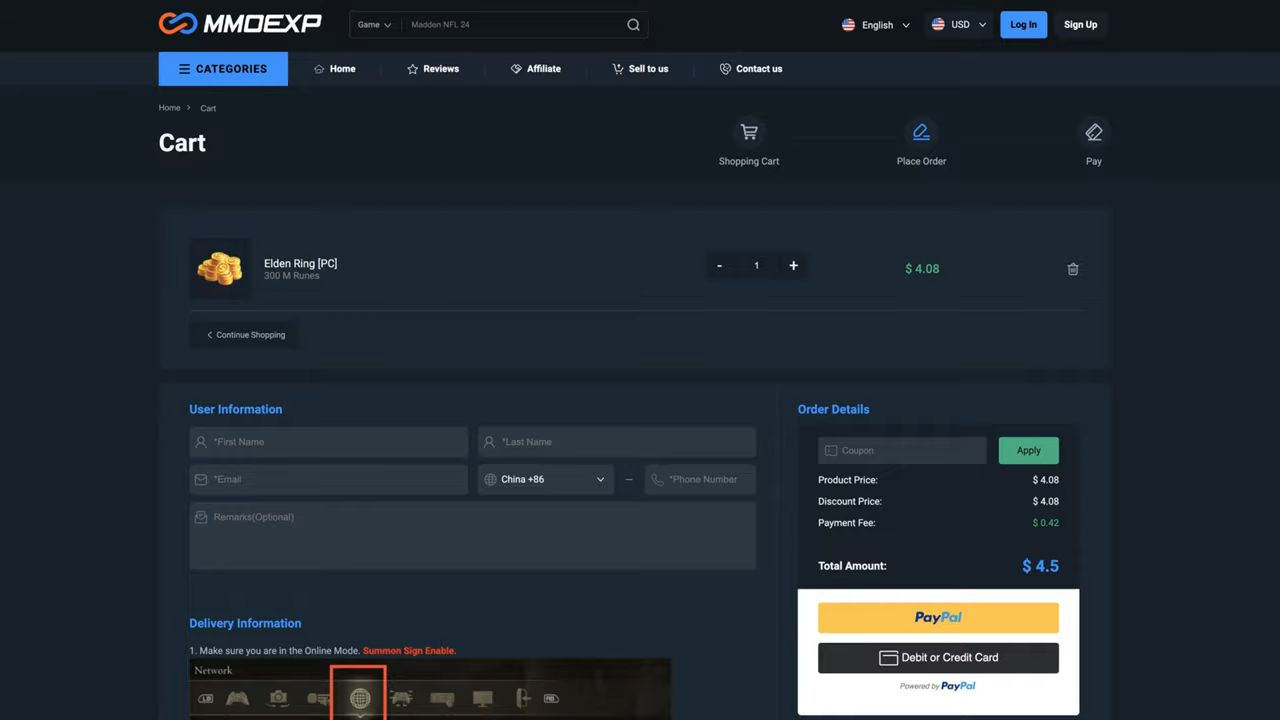 MMOEXP
Game
Madden NFL 24
English
USD
Log In
Sign Up
CATEGORIES
Home
Reviews
Affiliate
Sell to us
Contact us
Home > Cart
Cart
Shopping Cart
Place Order
Pay
Elden Ring [PC]
300 M Runes
- 1 +
$ 4.08
< Continue Shopping
User Information
*First Name
*Last Name
*Email
China +86
–
*Phone Number
Remarks(Optional)
Order Details
Coupon
Apply
Product Price: $ 4.08
Discount Price: $ 4.08
Payment Fee: $ 0.42
Total Amount: $ 4.5
PayPal
Debit or Credit Card
Powered by PayPal
Delivery Information
1. Make sure you are in the Online Mode. Summon Sign Enable.
Network